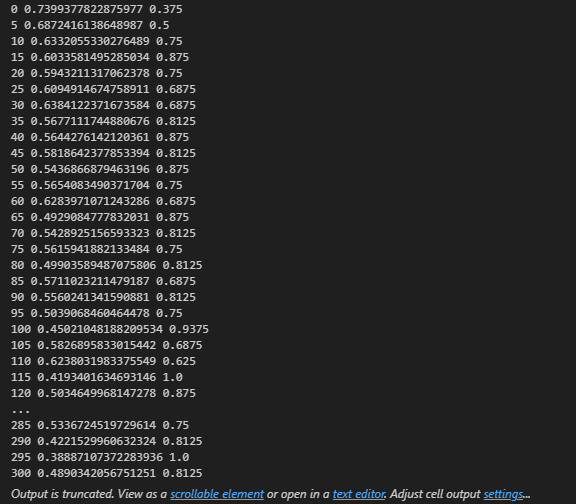 0 0.7399377822875977 0.375
5 0.6872416138648987 0.5
10 0.6332055330276489 0.75
15 0.6033581495285034 0.875
20 0.5943211317062378 0.75
25 0.6094914674758911 0.6875
30 0.6384122371673584 0.6875
35 0.5677111744880676 0.8125
40 0.5644276142120361 0.875
45 0.5818642377853394 0.8125
50 0.5436866879463196 0.875
55 0.5654083490371704 0.75
60 0.6283971071243286 0.6875
65 0.4929084777832031 0.875
70 0.5428925156593323 0.8125
75 0.5615941882133484 0.75
80 0.49903589487075806 0.8125
85 0.5711023211479187 0.6875
90 0.5560241341590881 0.8125
95 0.5039068460464478 0.75
100 0.45021048188209534 0.9375
105 0.5826895833015442 0.6875
110 0.6238031983375549 0.625
115 0.4193401634693146 1.0
120 0.5034649968147278 0.875
...
285 0.5336724519729614 0.75
290 0.4221529960632324 0.8125
295 0.38887107372283936 1.0
300 0.4890342056751251 0.8125
Output is truncated. View as a scrollable element or open in a text editor. Adjust cell output settings...